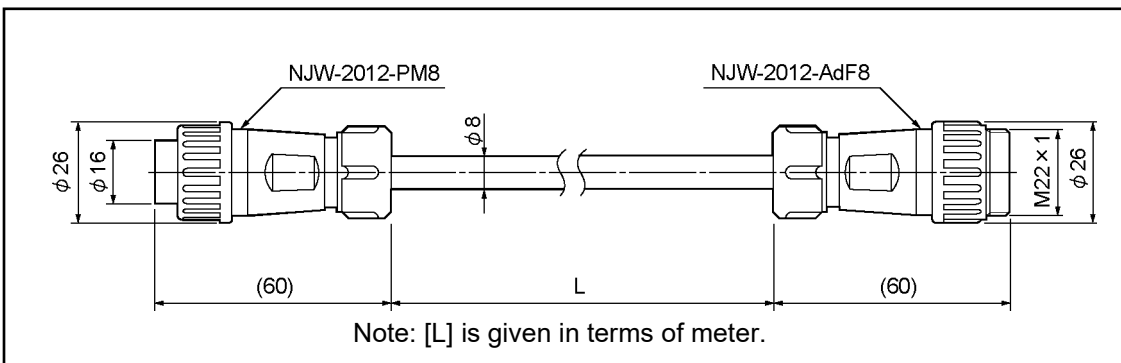 NJW-2012-PM8
NJW-2012-AdF8
φ26
φ16
φ8
M22×1
φ26
(60)
L
(60)
Note: [L] is given in terms of meter.